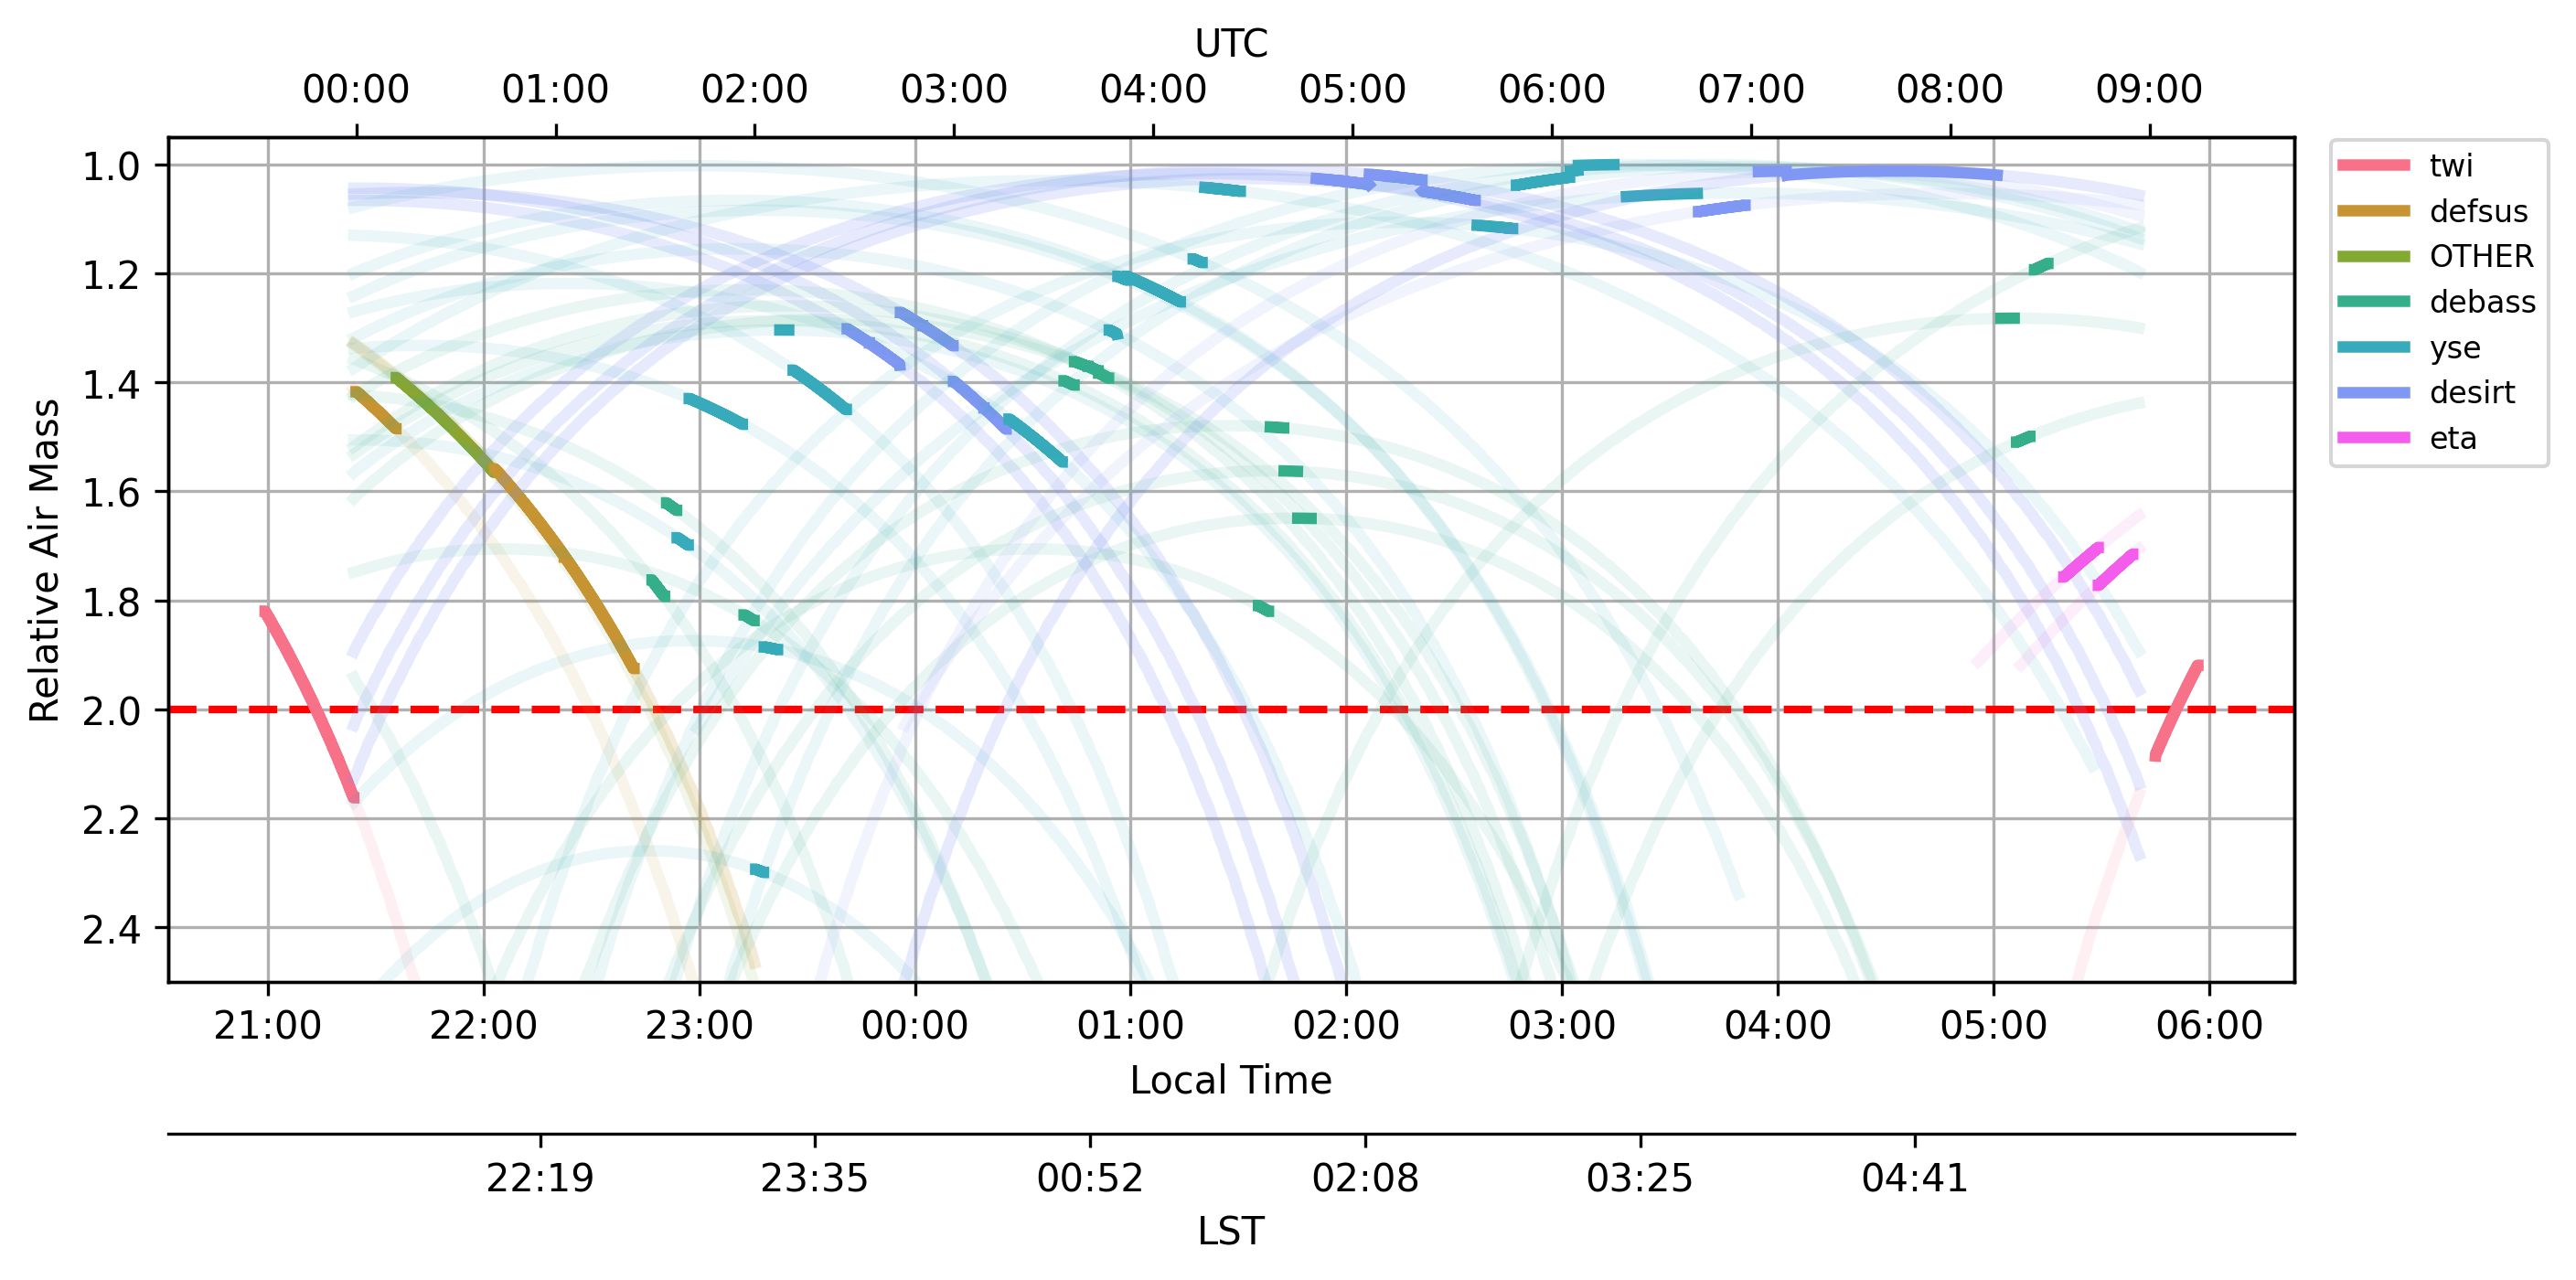 UTC
00:00 01:00 02:00 03:00 04:00 05:00 06:00 07:00 08:00 09:00
Relative Air Mass
1.0
1.2
1.4
1.6
1.8
2.0
2.2
2.4
twi
defsus
OTHER
debass
yse
desirt
eta
21:00 22:00 23:00 00:00 01:00 02:00 03:00 04:00 05:00 06:00
Local Time
22:19 23:35 00:52 02:08 03:25 04:41
LST